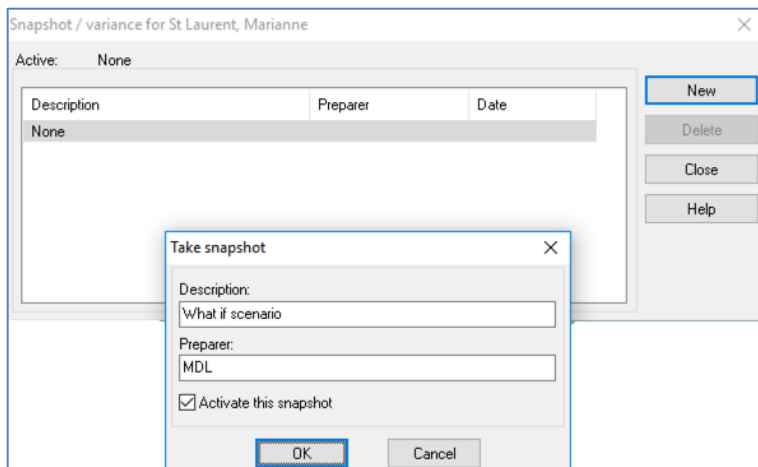 Snapshot / variance for St Laurent, Marianne
Active: None
Description Preparer Date
None
New
Delete
Close
Help
Take snapshot
Description:
What if scenario
Preparer:
MDL
Activate this snapshot
OK Cancel